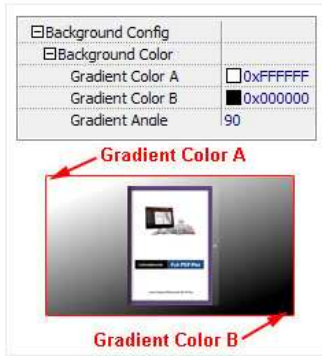 Background Config
Background Color
Gradient Color A
0xFFFFFF
Gradient Color B
0x000000
Gradient Angle
90
Gradient Color A
Gradient Color B